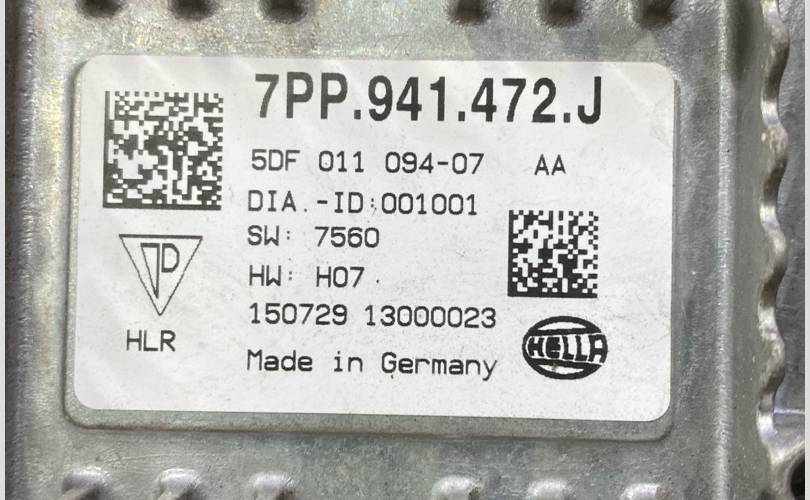 7PP.941.472.J
5DF 011 094-07 AA
DIA.-ID:001001
SW: 7560
HW: H07
150729 13000023
Made in Germany
HLR
HELLA